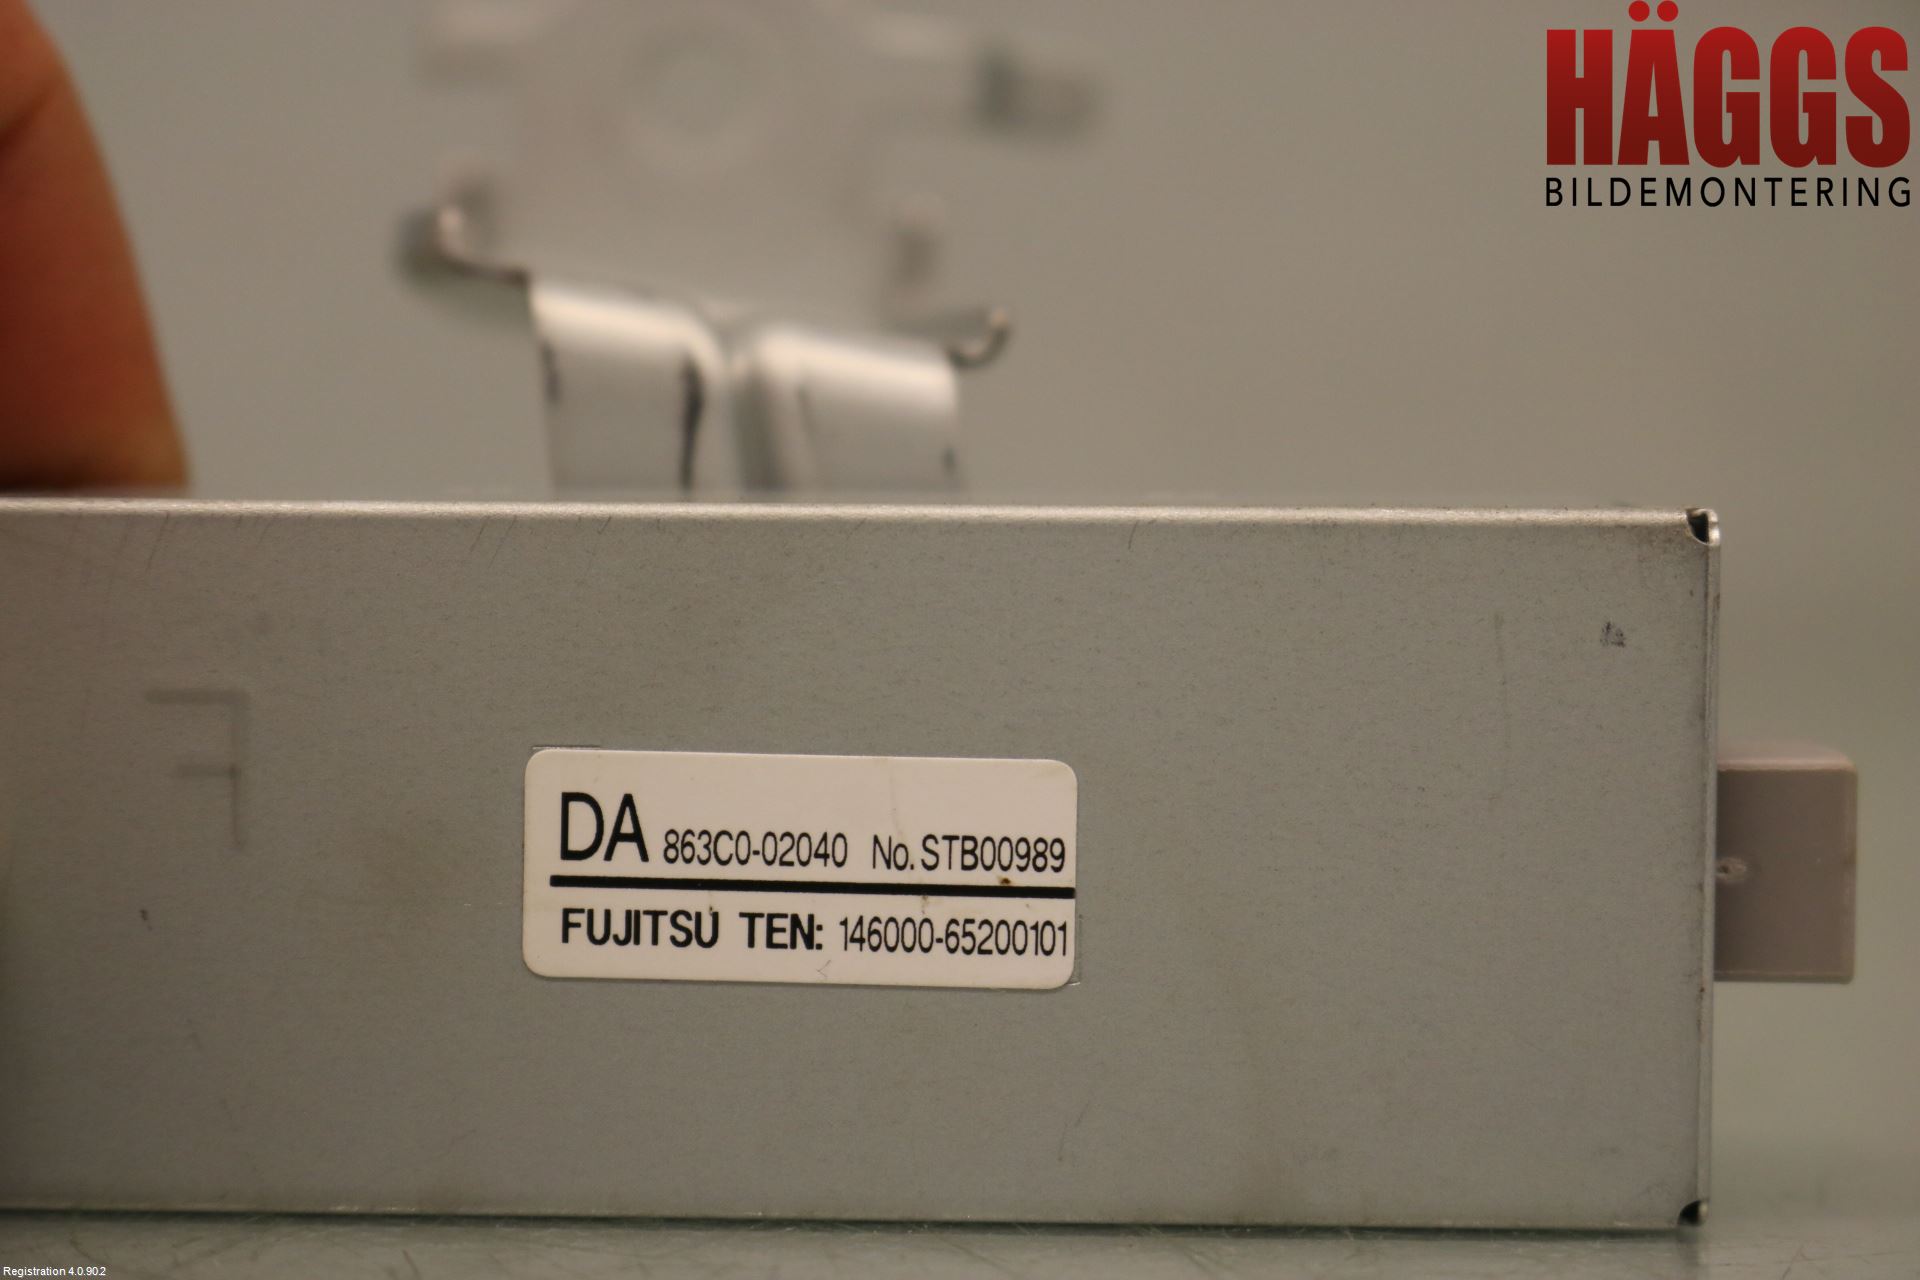 HÄGGS
BILDEMONTERING
DA 863C0-02040 No.STB00989
FUJITSU TEN: 146000-65200101
Registration 4.0.90.2